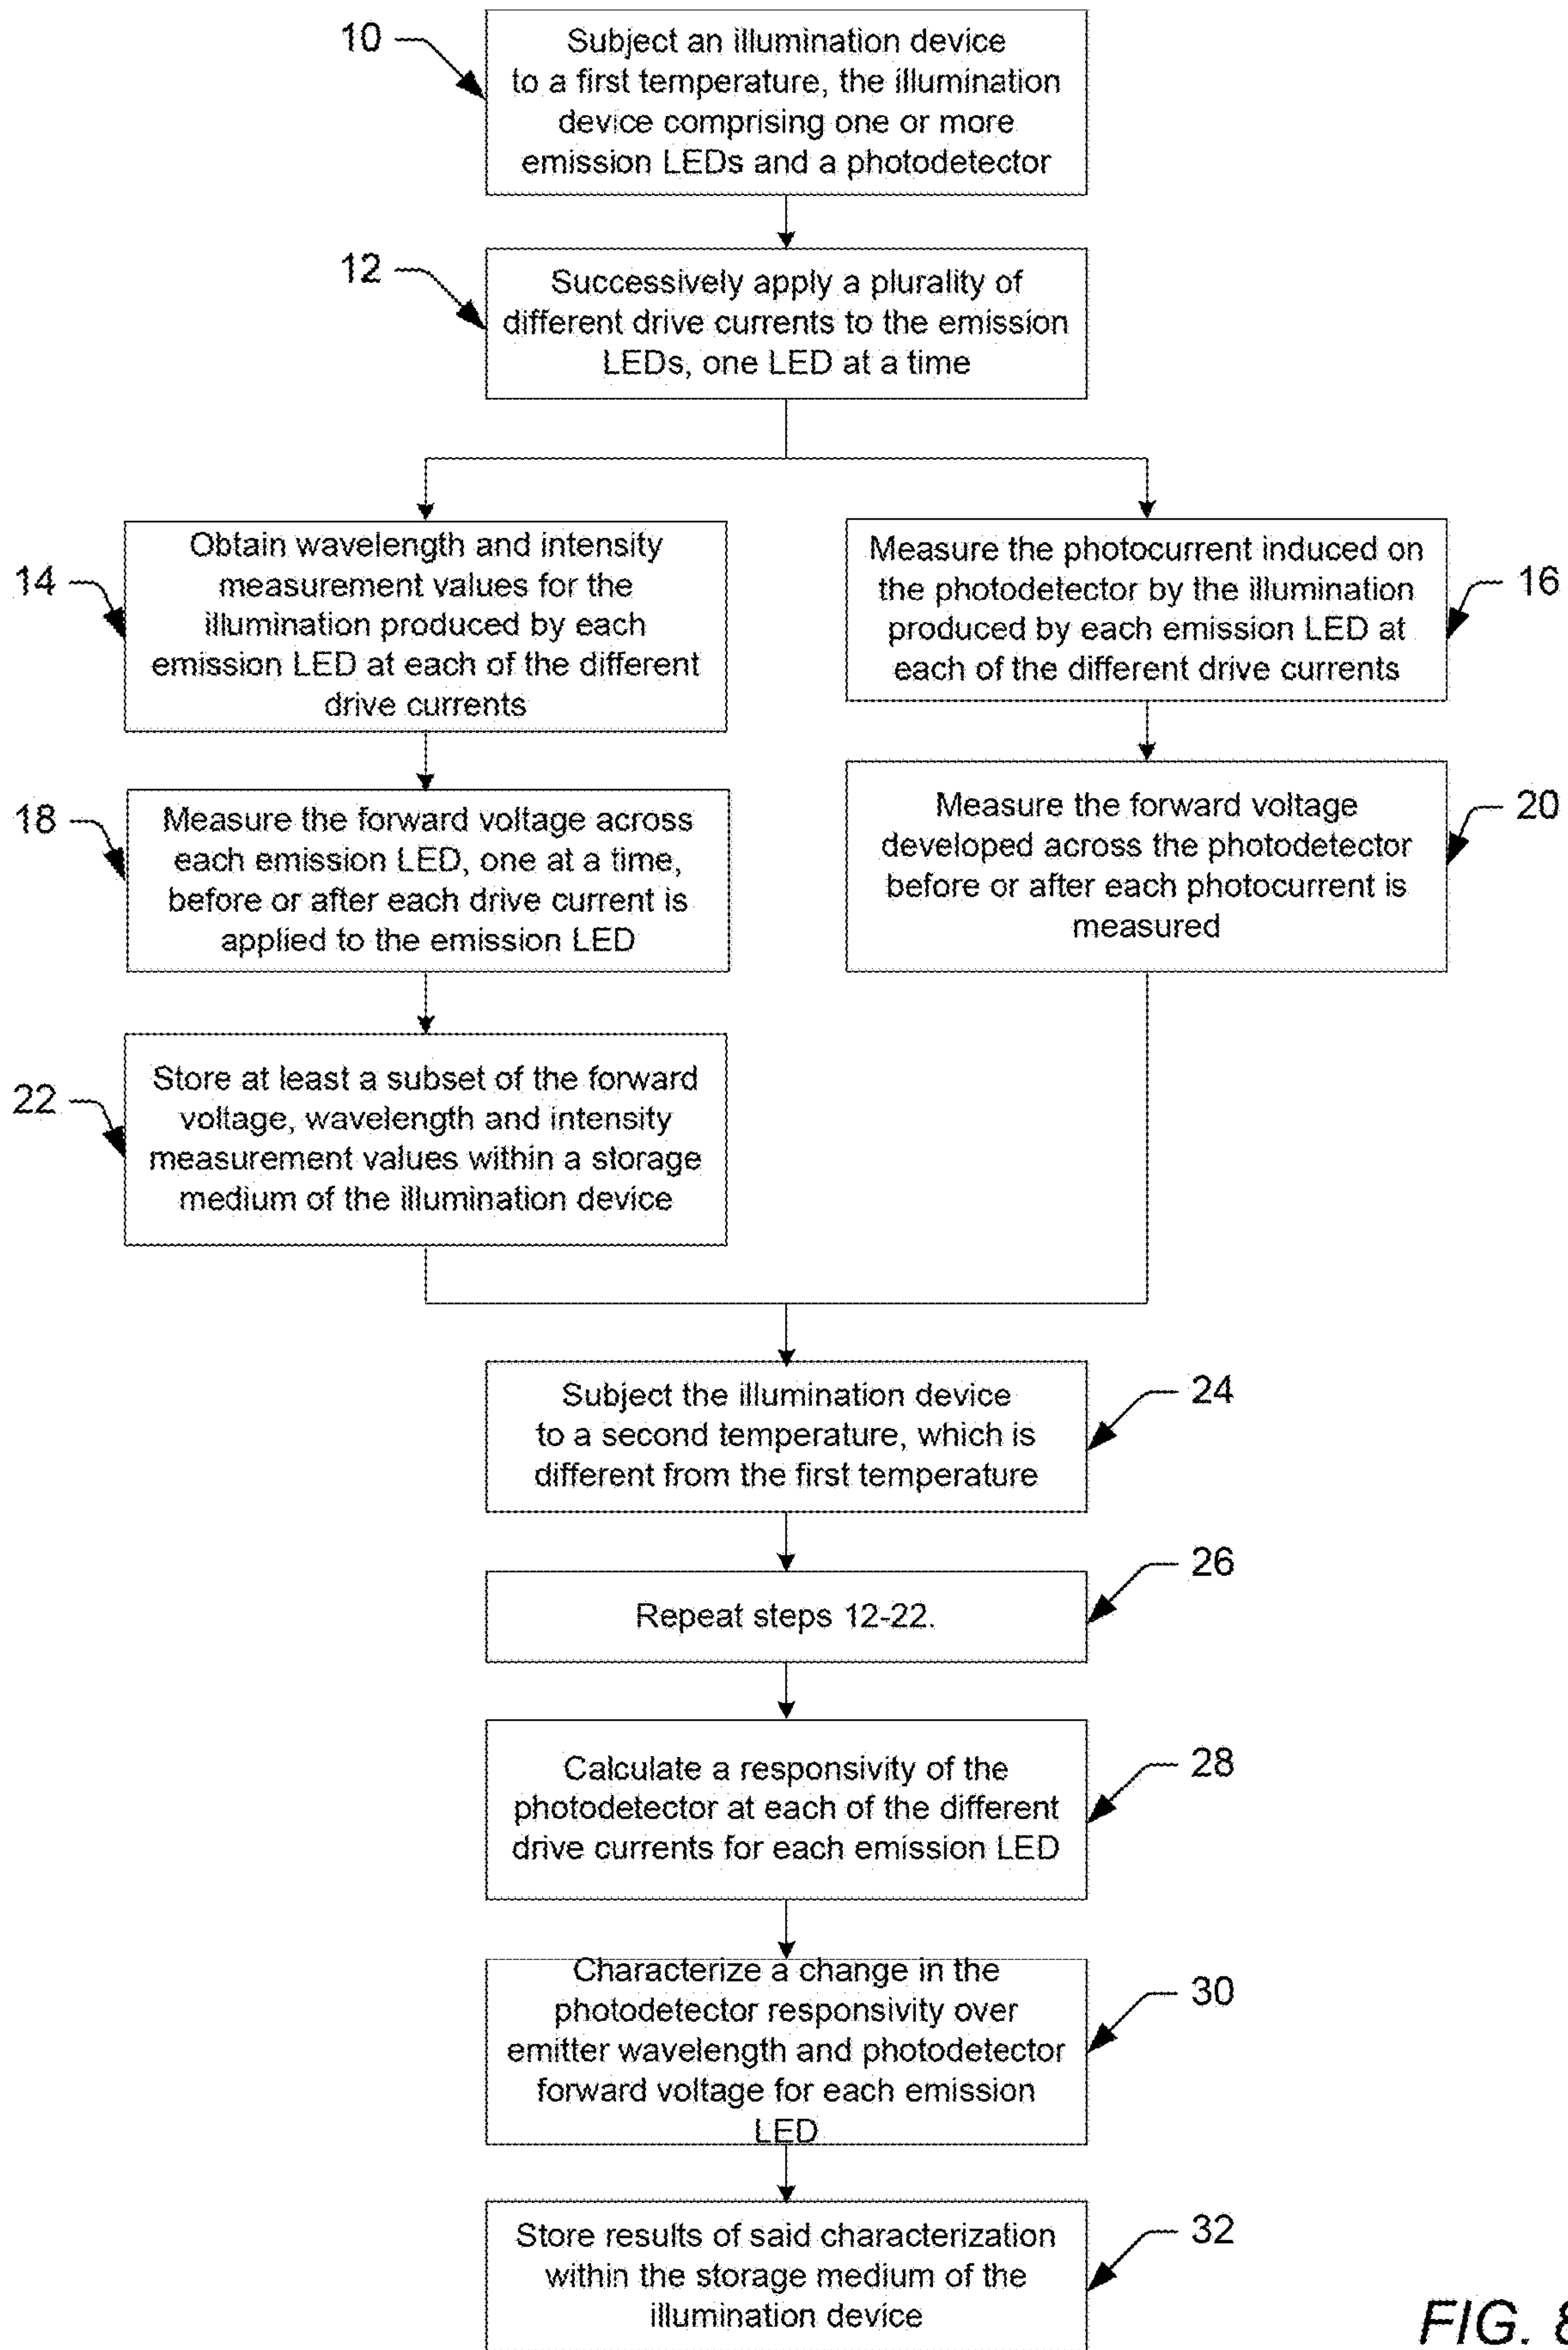 10
Subject an illumination device
to a first temperature, the illumination
device comprising one or more
emission LEDs and a photodetector
12
Successively apply a plurality of
different drive currents to the emission
LEDs, one LED at a time
14
Obtain wavelength and intensity
measurement values for the
illumination produced by each
emission LED at each of the different
drive currents
Measure the photocurrent induced on
the photodetector by the illumination
produced by each emission LED at
each of the different drive currents
16
18
Measure the forward voltage across
each emission LED, one at a time,
before or after each drive current is
applied to the emission LED
Measure the forward voltage
developed across the photodetector
before or after each photocurrent is
measured
20
22
Store at least a subset of the forward
voltage, wavelength and intensity
measurement values within a storage
medium of the illumination device
Subject the illumination device
to a second temperature, which is
different from the first temperature
24
Repeat steps 12-22.
26
Calculate a responsivity of the
photodetector at each of the different
drive currents for each emission LED
28
Characterize a change in the
photodetector responsivity over
emitter wavelength and photodetector
forward voltage for each emission
LED
30
Store results of said characterization
within the storage medium of the
illumination device
32
FIG. 8